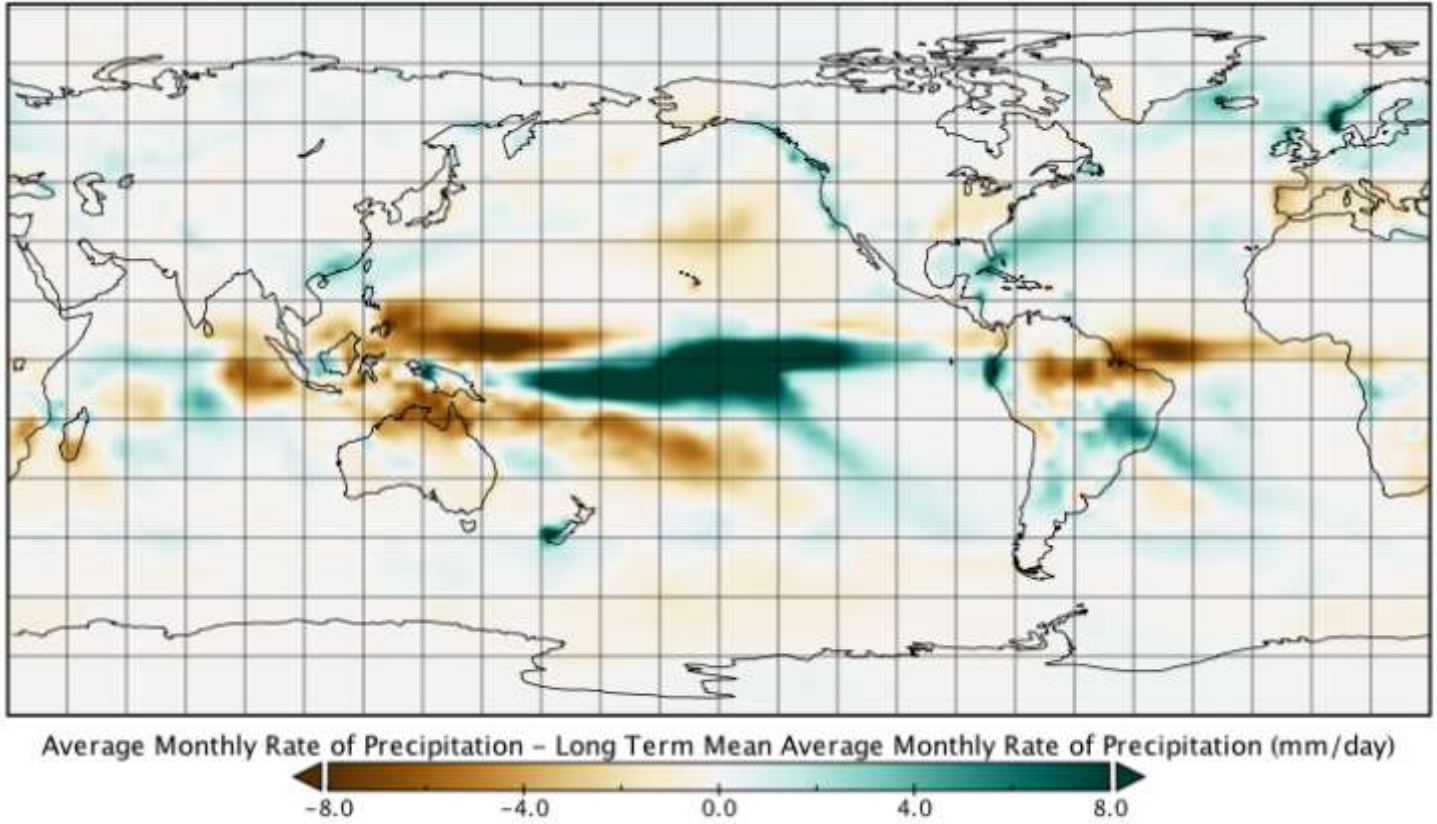 Average Monthly Rate of Precipitation – Long Term Mean Average Monthly Rate of Precipitation (mm/day)
-8.0 -4.0 0.0 4.0 8.0